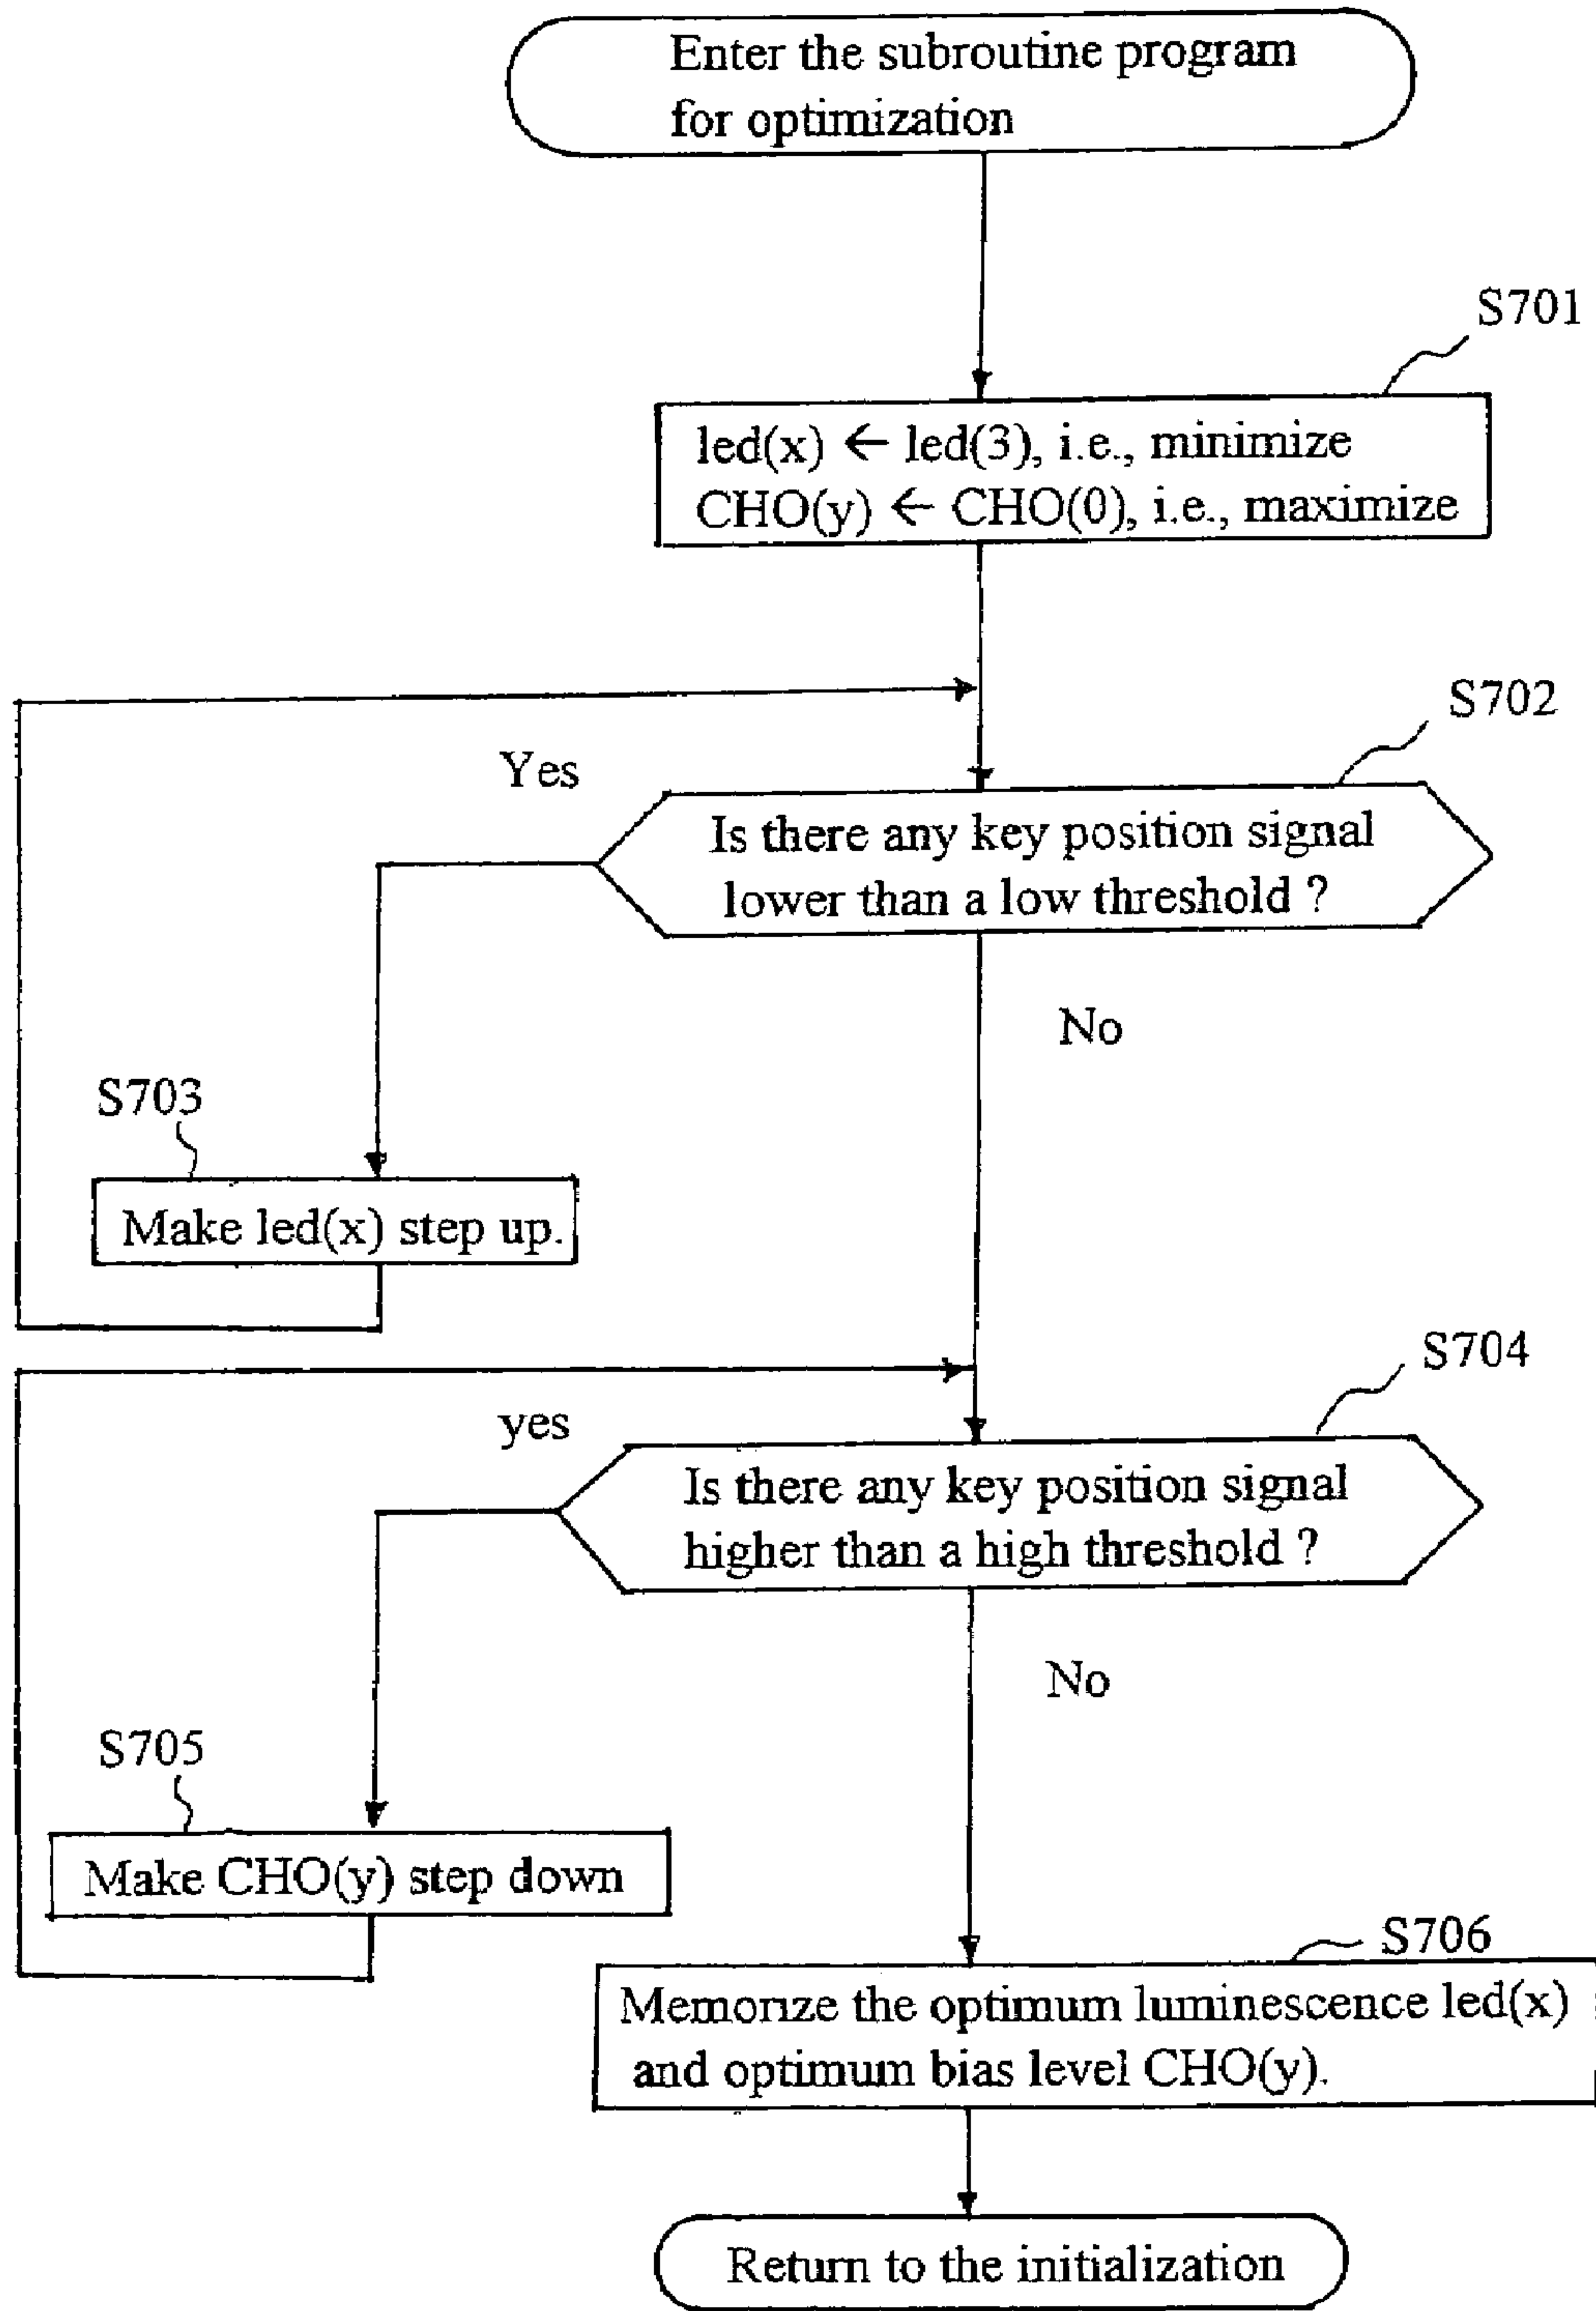 Enter the subroutine program
for optimization
S701
led(x) ← led(3), i.e., minimize
CHO(y) ← CHO(0), i.e., maximize
S702
Yes
Is there any key position signal
lower than a low threshold ?
No
S703
Make led(x) step up.
S704
yes
Is there any key position signal
higher than a high threshold ?
No
S705
Make CHO(y) step down
S706
Memorize the optimum luminescence led(x)
and optimum bias level CHO(y).
Return to the initialization